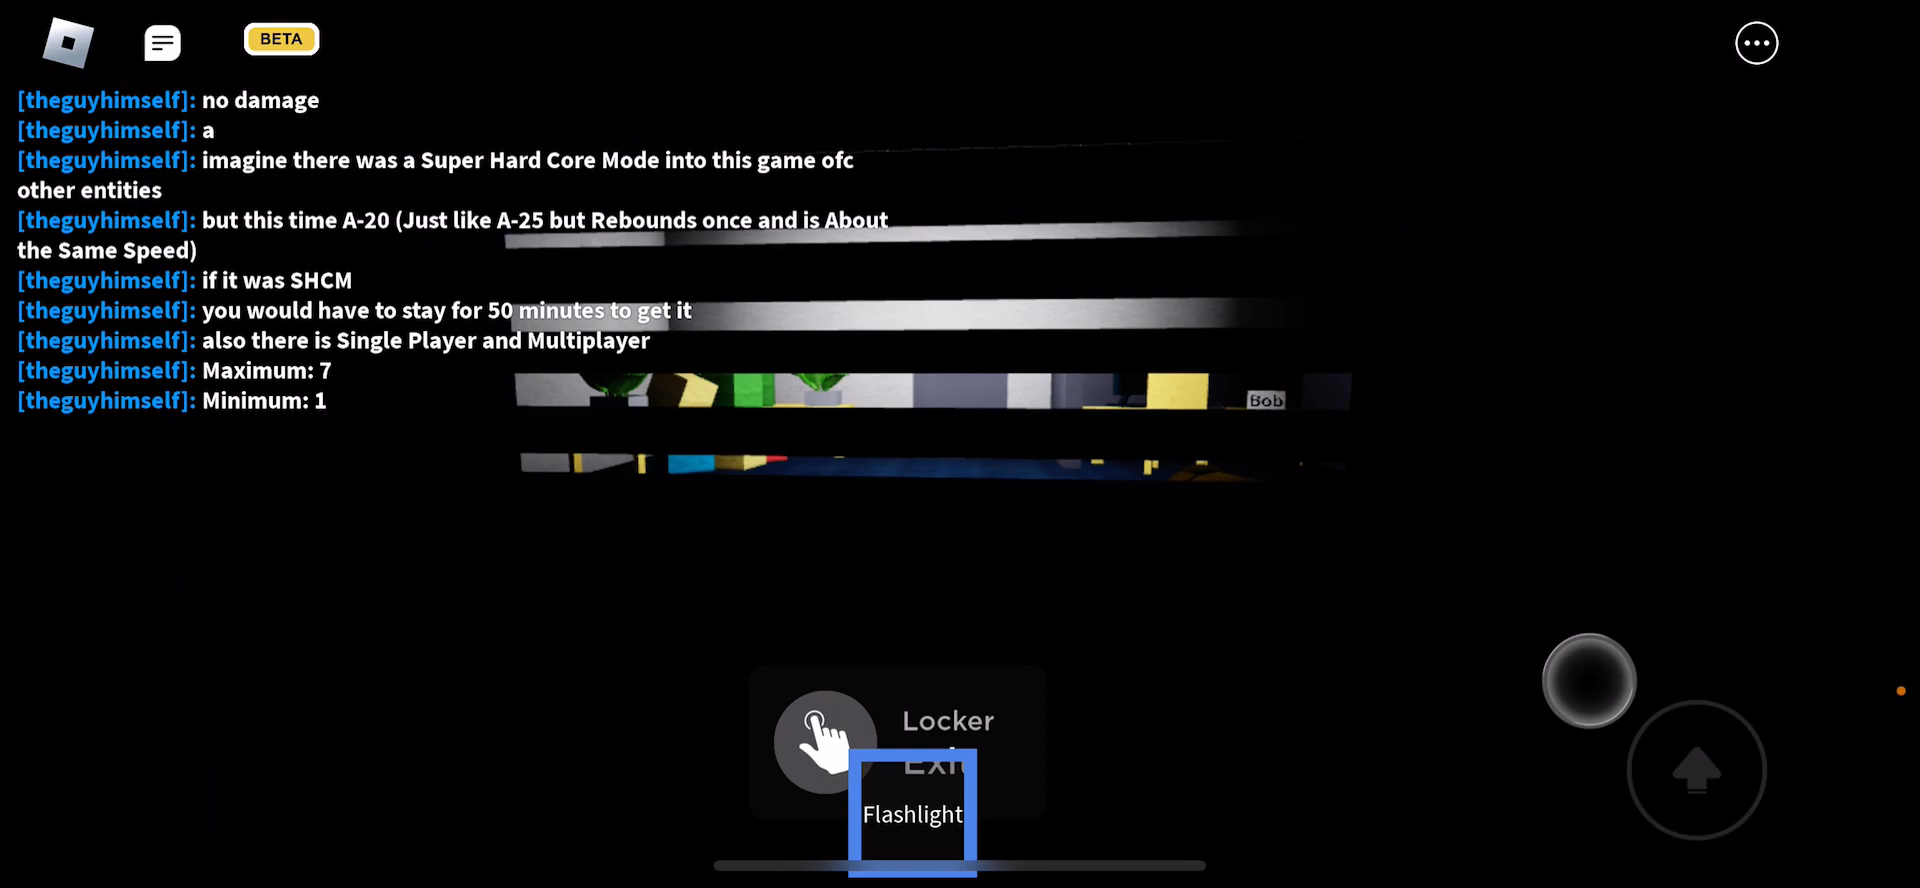 BETA
[theguyhimself]: no damage
[theguyhimself]: a
[theguyhimself]: imagine there was a Super Hard Core Mode into this game ofc
other entities
[theguyhimself]: but this time A-20 (Just like A-25 but Rebounds once and is About
the Same Speed)
[theguyhimself]: if it was SHCM
[theguyhimself]: you would have to stay for 50 minutes to get it
[theguyhimself]: also there is Single Player and Multiplayer
[theguyhimself]: Maximum: 7
[theguyhimself]: Minimum: 1
Bob
Locker
Exit
Flashlight